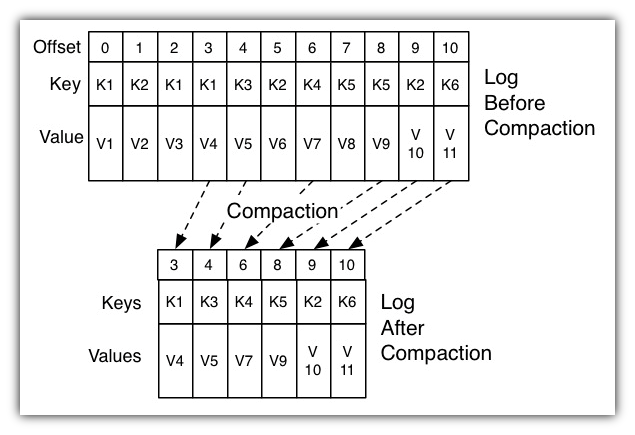 Offset 0 1 2 3 4 5 6 7 8 9 10
Key K1 K2 K1 K1 K3 K2 K4 K5 K5 K2 K6
Value V1 V2 V3 V4 V5 V6 V7 V8 V9 V 10 V 11
Log
Before
Compaction
Compaction
3 4 6 8 9 10
Keys K1 K3 K4 K5 K2 K6
Values V4 V5 V7 V9 V 10 V 11
Log
After
Compaction